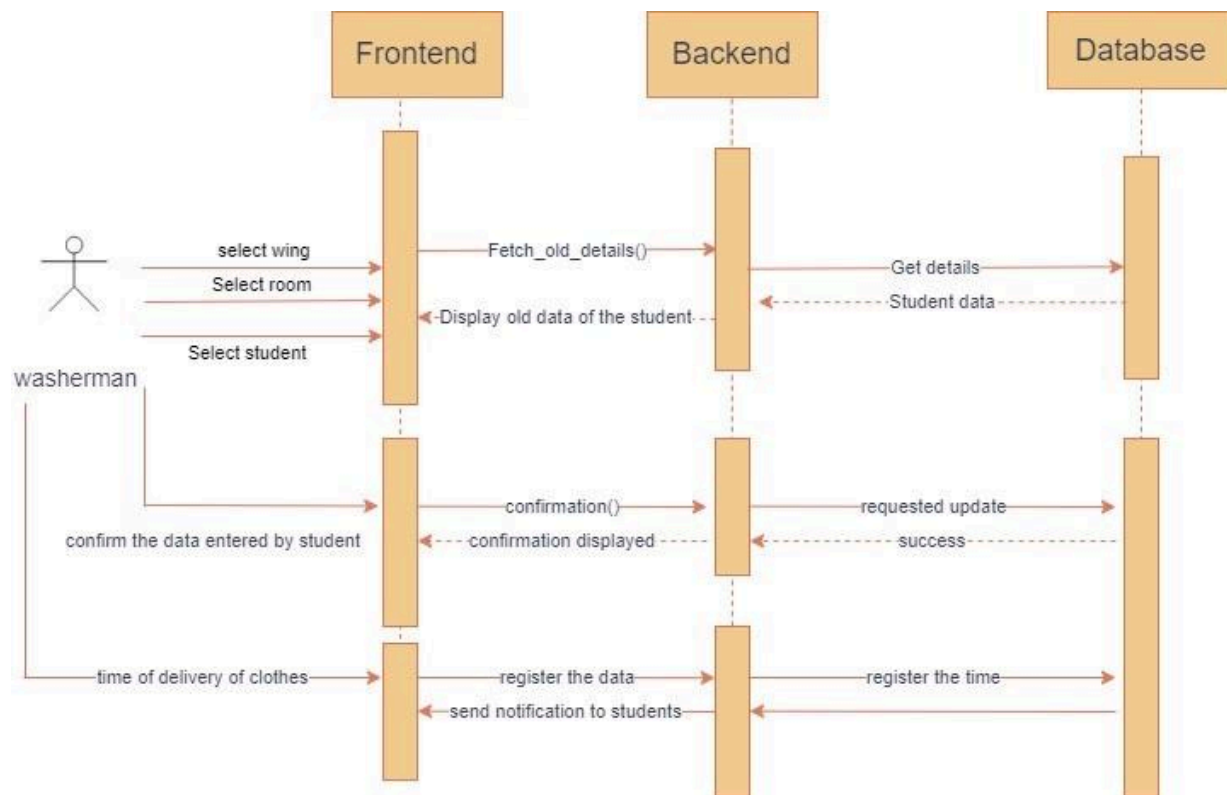 Frontend
Backend
Database
select wing
Fetch_old_details()
Get details
Select room
Student data
Display old data of the student
Select student
washerman
confirmation()
requested update
confirm the data entered by student
confirmation displayed
success
time of delivery of clothes
register the data
register the time
send notification to students